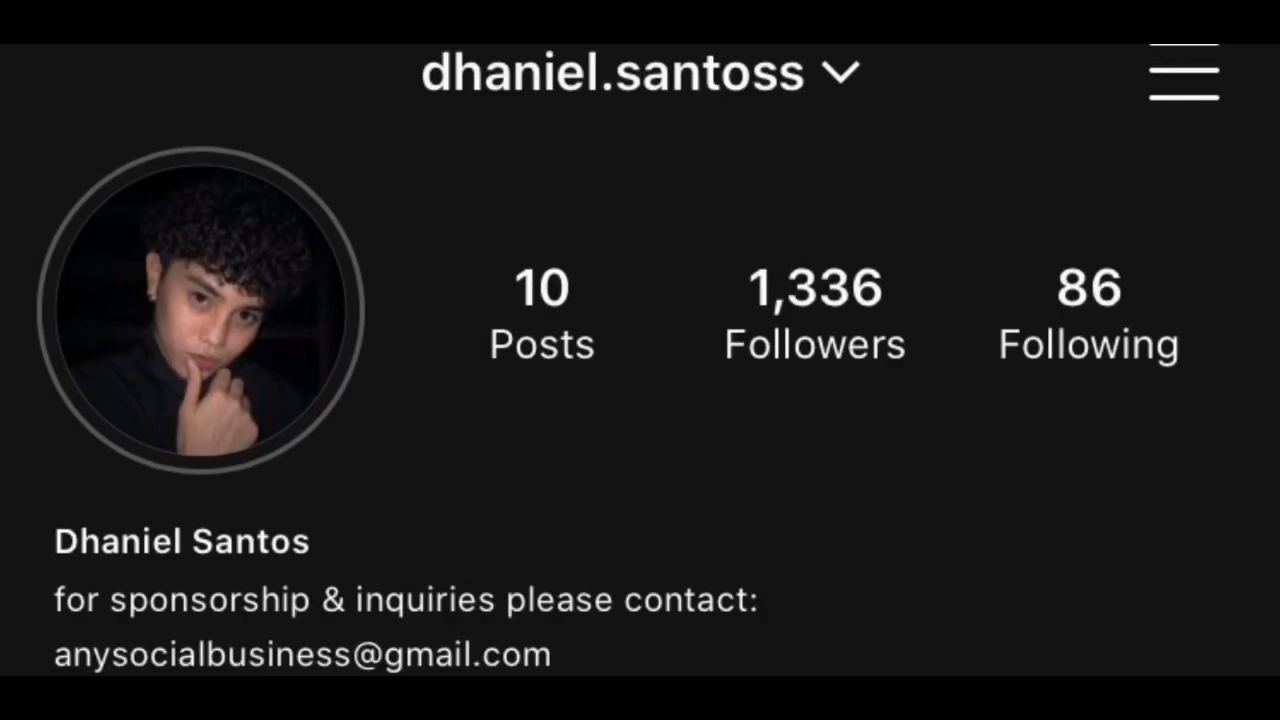 dhaniel.santoss
10 1,336 86
Posts Followers Following
Dhaniel Santos
for sponsorship & inquiries please contact:
anysocialbusiness@gmail.com